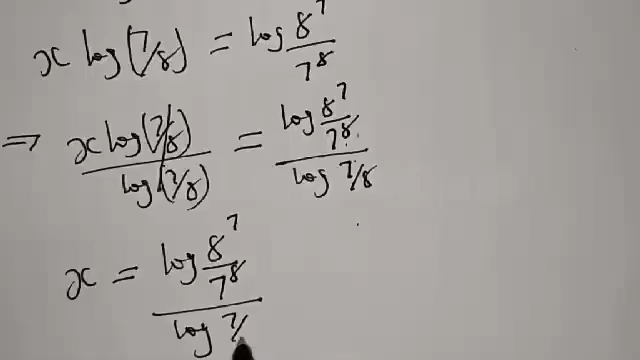 x log(7/8) = log 8^7/7^8
⇒ x log(7/8) / log(7/8) = log 8^7/7^8 / log 7/8
x = log 8^7/7^8 / log 7/